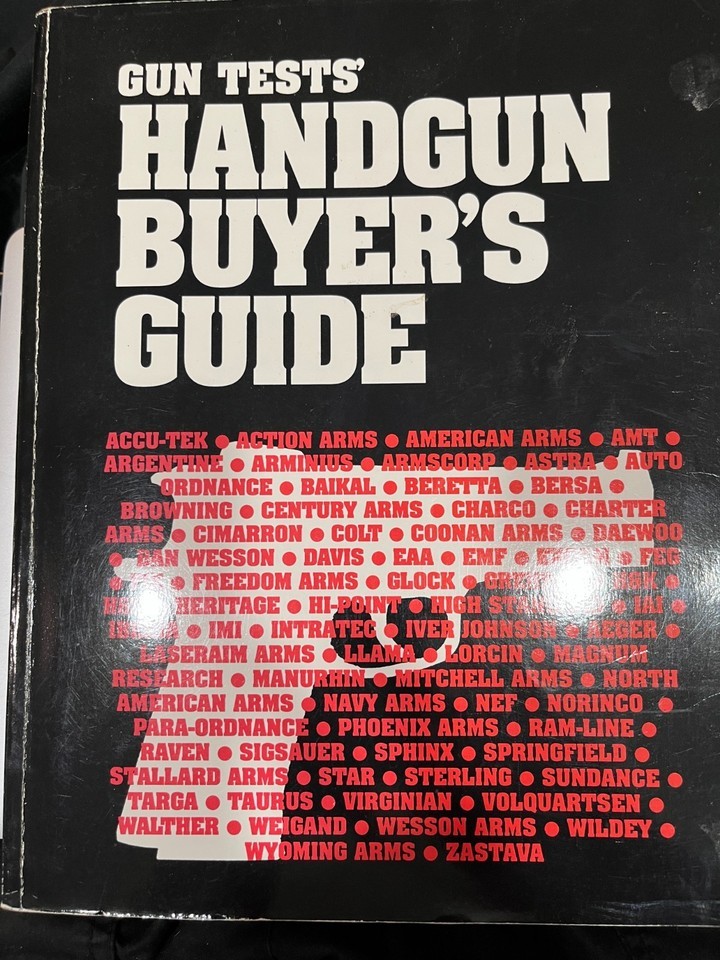 GUN TESTS'
HANDGUN
BUYER'S
GUIDE
ACCU-TEK ● ACTION ARMS ● AMERICAN ARMS ● AMT ●
ARGENTINE ● ARMINIUS ● ARMSCORP ● ASTRA ● AUTO
ORDNANCE ● BAIKAL ● BERETTA ● BERSA ●
BROWNING ● CENTURY ARMS ● CHARCO ● CHARTER
ARMS ● CIMARRON ● COLT ● COONAN ARMS ● DAEWOO
● DAN WESSON ● DAVIS ● EAA ● EMF ● ● FEG
● ● FREEDOM ARMS ● GLOCK ● ●
HERITAGE ● HI-POINT ● HIGH ● IAI ●
● IMI ● INTRATEC ● IVER JOHNSON ● ●
LASERAIM ARMS ● LLAMA ● LORCIN ● MAGNUM
RESEARCH ● MANURHIN ● MITCHELL ARMS ● NORTH
AMERICAN ARMS ● NAVY ARMS ● NEF ● NORINCO ●
PARA-ORDNANCE ● PHOENIX ARMS ● RAM-LINE ●
RAVEN ● SIGSAUER ● SPHINX ● SPRINGFIELD ●
STALLARD ARMS ● STAR ● STERLING ● SUNDANCE ●
TARGA ● TAURUS ● VIRGINIAN ● VOLQUARTSEN ●
WALTHER ● WEIGAND ● WESSON ARMS ● WILDEY ●
WYOMING ARMS ● ZASTAVA